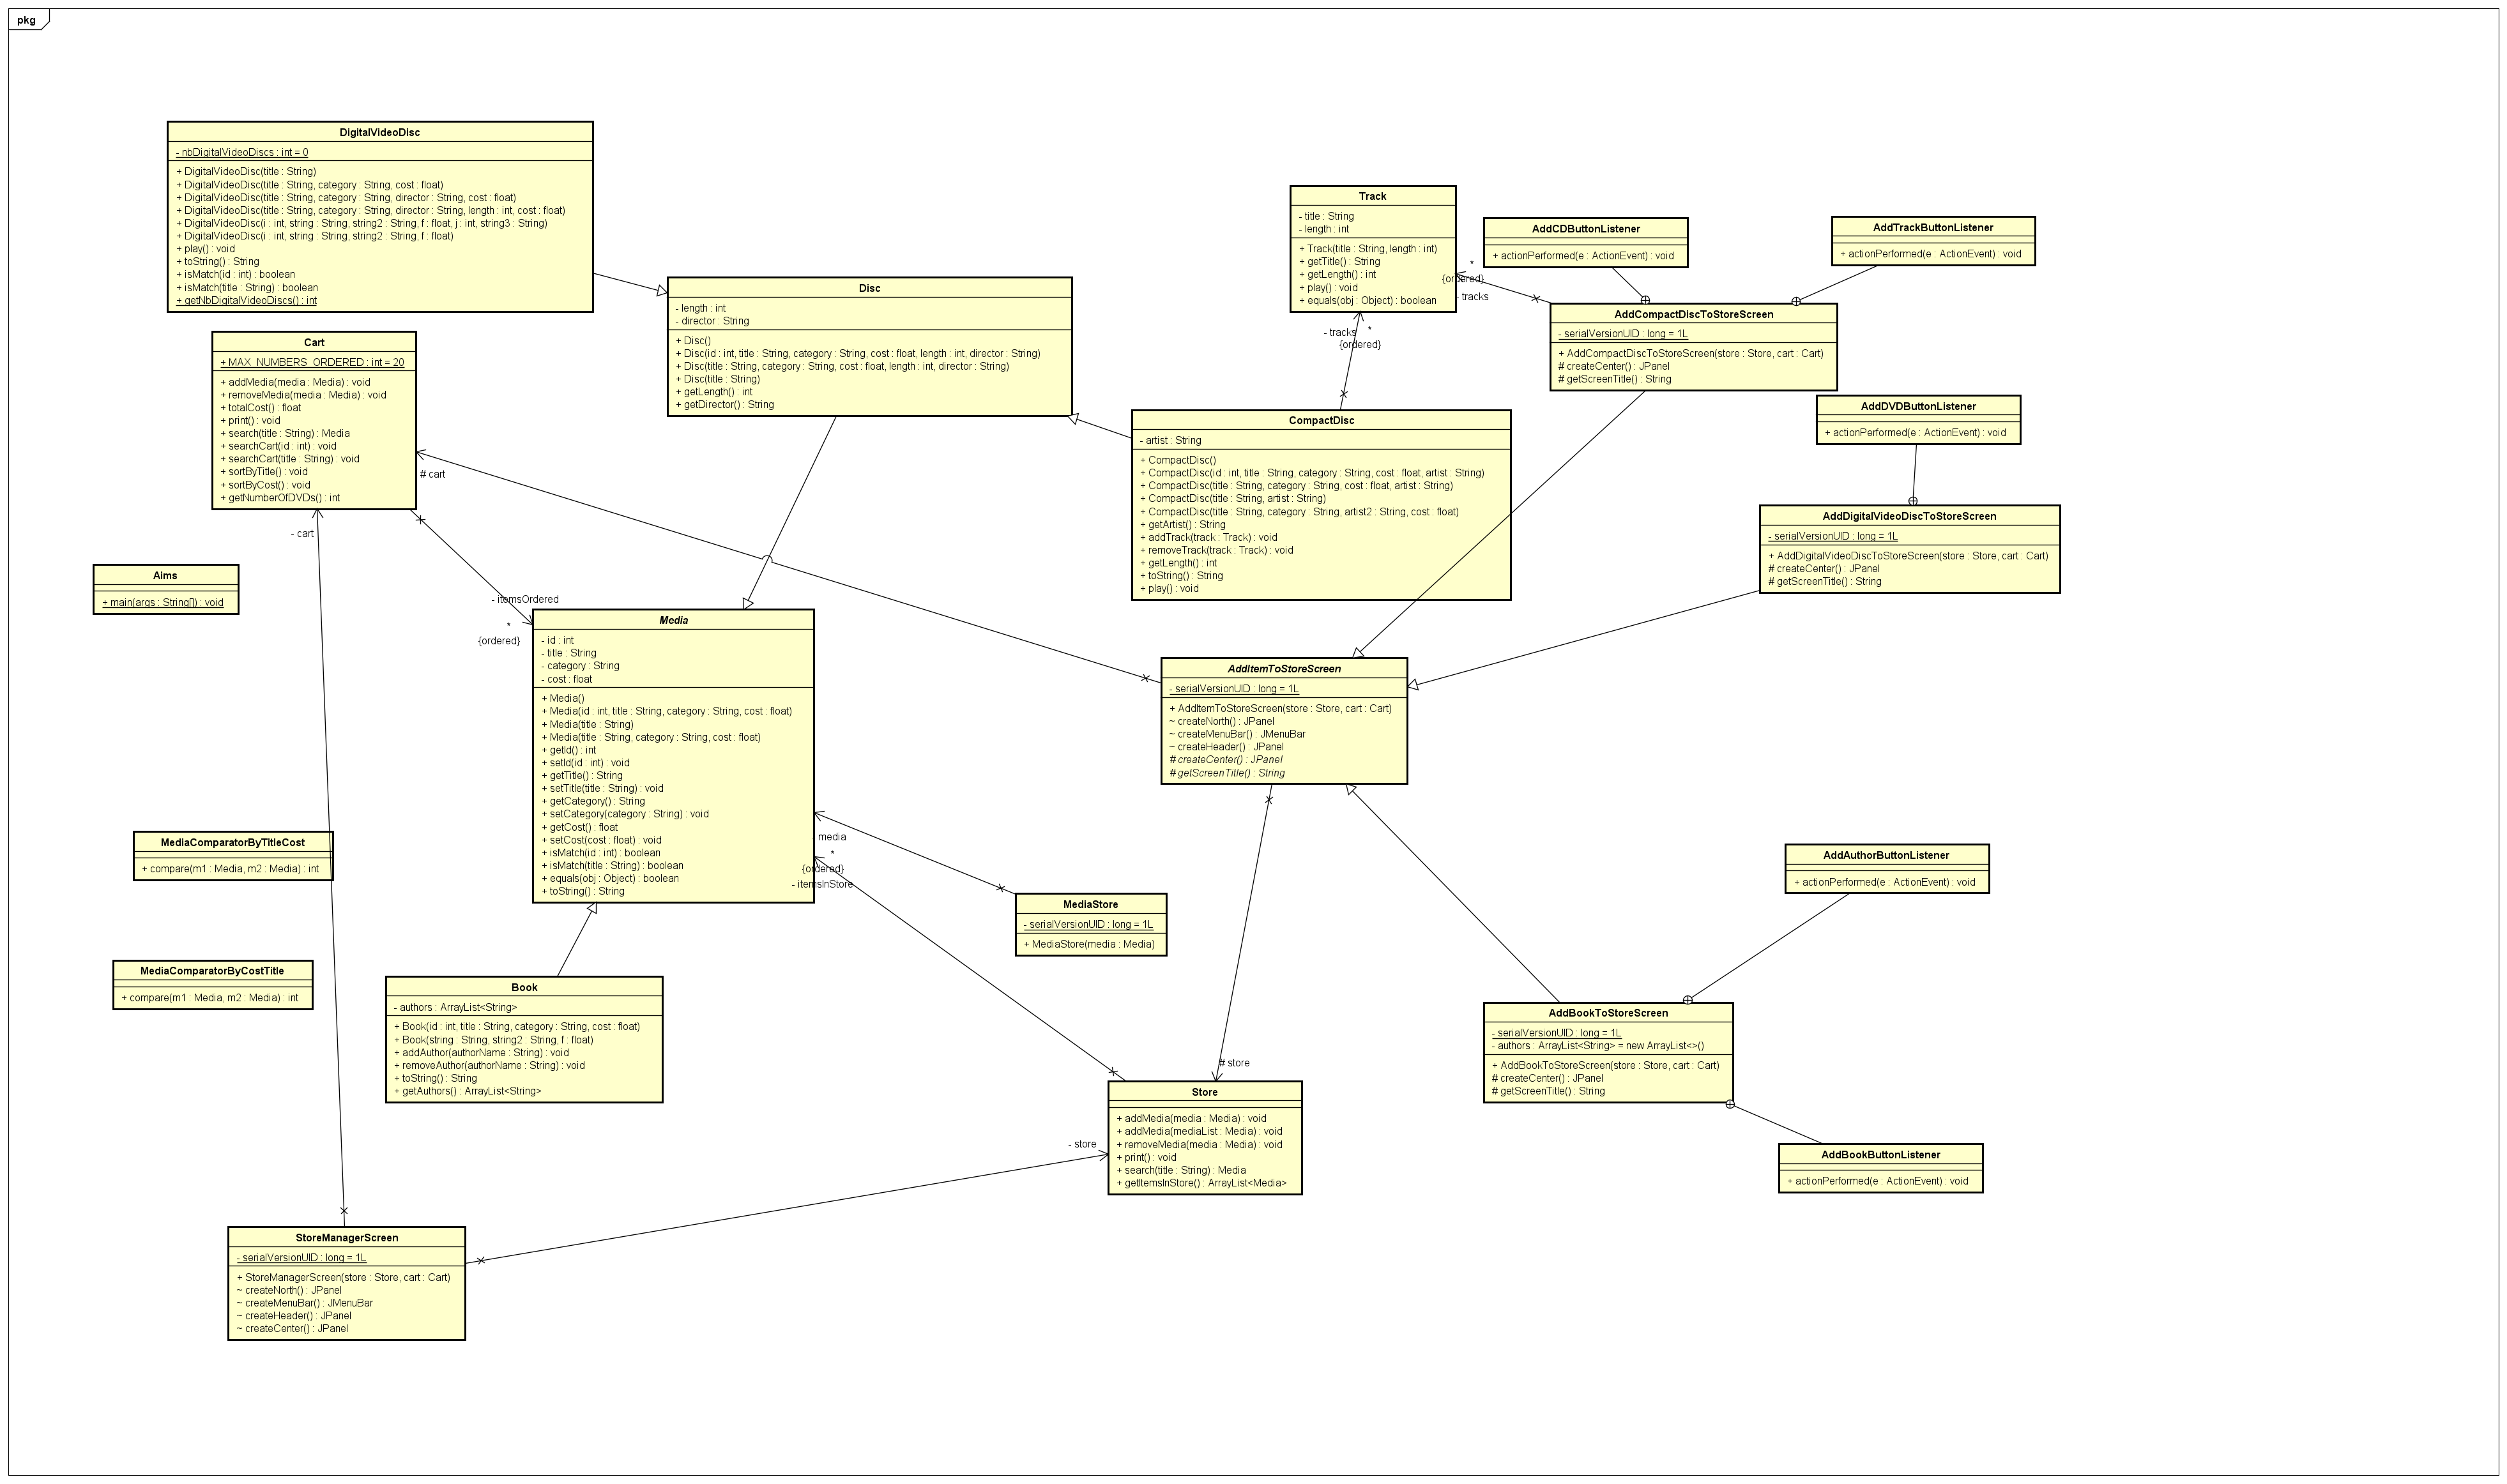 pkg
DigitalVideoDisc
- nbDigitalVideoDiscs : int = 0
+ DigitalVideoDisc(title : String)
+ DigitalVideoDisc(title : String, category : String, cost : float)
+ DigitalVideoDisc(title : String, category : String, director : String, cost : float)
+ DigitalVideoDisc(title : String, category : String, director : String, length : int, cost : float)
+ DigitalVideoDisc(i : int, string : String, string2 : String, f : float, j : int, string3 : String)
+ DigitalVideoDisc(i : int, string : String, string2 : String, f : float)
+ play() : void
+ toString() : String
+ isMatch(id : int) : boolean
+ isMatch(title : String) : boolean
+ getNbDigitalVideoDiscs() : int
Track
- title : String
- length : int
+ Track(title : String, length : int)
+ getTitle() : String
+ getLength() : int
+ play() : void
+ equals(obj : Object) : boolean
AddCDButtonListener
+ actionPerformed(e : ActionEvent) : void
AddTrackButtonListener
+ actionPerformed(e : ActionEvent) : void
*
{ordered}
- tracks
Disc
- length : int
- director : String
+ Disc()
+ Disc(id : int, title : String, category : String, cost : float, length : int, director : String)
+ Disc(title : String, category : String, cost : float, length : int, director : String)
+ Disc(title : String)
+ getLength() : int
+ getDirector() : String
AddCompactDiscToStoreScreen
- serialVersionUID : long = 1L
+ AddCompactDiscToStoreScreen(store : Store, cart : Cart)
# createCenter() : JPanel
# getScreenTitle() : String
- tracks
*
{ordered}
Cart
+ MAX_NUMBERS_ORDERED : int = 20
+ addMedia(media : Media) : void
+ removeMedia(media : Media) : void
+ totalCost() : float
+ print() : void
+ search(title : String) : Media
+ searchCart(id : int) : void
+ searchCart(title : String) : void
+ sortByTitle() : void
+ sortByCost() : void
+ getNumberOfDVDs() : int
# cart
- cart
CompactDisc
- artist : String
+ CompactDisc()
+ CompactDisc(id : int, title : String, category : String, cost : float, artist : String)
+ CompactDisc(title : String, category : String, cost : float, artist : String)
+ CompactDisc(title : String, artist : String)
+ CompactDisc(title : String, category : String, artist2 : String, cost : float)
+ getArtist() : String
+ addTrack(track : Track) : void
+ removeTrack(track : Track) : void
+ getLength() : int
+ toString() : String
+ play() : void
AddDVDButtonListener
+ actionPerformed(e : ActionEvent) : void
AddDigitalVideoDiscToStoreScreen
- serialVersionUID : long = 1L
+ AddDigitalVideoDiscToStoreScreen(store : Store, cart : Cart)
# createCenter() : JPanel
# getScreenTitle() : String
Aims
+ main(args : String[]) : void
- itemsOrdered
*
{ordered}
Media
- id : int
- title : String
- category : String
- cost : float
+ Media()
+ Media(id : int, title : String, category : String, cost : float)
+ Media(title : String)
+ Media(title : String, category : String, cost : float)
+ getId() : int
+ setId(id : int) : void
+ getTitle() : String
+ setTitle(title : String) : void
+ getCategory() : String
+ setCategory(category : String) : void
+ getCost() : float
+ setCost(cost : float) : void
+ isMatch(id : int) : boolean
+ isMatch(title : String) : boolean
+ equals(obj : Object) : boolean
+ toString() : String
AddItemToStoreScreen
- serialVersionUID : long = 1L
+ AddItemToStoreScreen(store : Store, cart : Cart)
~ createNorth() : JPanel
~ createMenuBar() : JMenuBar
~ createHeader() : JPanel
# createCenter() : JPanel
# getScreenTitle() : String
- media
*
{ordered}
- itemsInStore
MediaComparatorByTitleCost
+ compare(m1 : Media, m2 : Media) : int
MediaStore
- serialVersionUID : long = 1L
+ MediaStore(media : Media)
AddAuthorButtonListener
+ actionPerformed(e : ActionEvent) : void
MediaComparatorByCostTitle
+ compare(m1 : Media, m2 : Media) : int
Book
- authors : ArrayList<String>
+ Book(id : int, title : String, category : String, cost : float)
+ Book(string : String, string2 : String, f : float)
+ addAuthor(authorName : String) : void
+ removeAuthor(authorName : String) : void
+ toString() : String
+ getAuthors() : ArrayList<String>
AddBookToStoreScreen
- serialVersionUID : long = 1L
- authors : ArrayList<String> = new ArrayList<>()
+ AddBookToStoreScreen(store : Store, cart : Cart)
# createCenter() : JPanel
# getScreenTitle() : String
# store
Store
+ addMedia(media : Media) : void
+ addMedia(mediaList : Media) : void
+ removeMedia(media : Media) : void
+ print() : void
+ search(title : String) : Media
+ getItemsInStore() : ArrayList<Media>
- store
AddBookButtonListener
+ actionPerformed(e : ActionEvent) : void
StoreManagerScreen
- serialVersionUID : long = 1L
+ StoreManagerScreen(store : Store, cart : Cart)
~ createNorth() : JPanel
~ createMenuBar() : JMenuBar
~ createHeader() : JPanel
~ createCenter() : JPanel